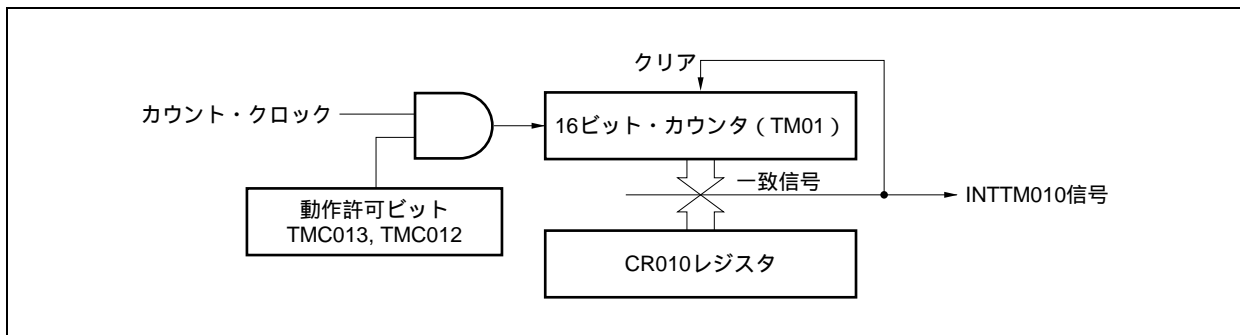 クリア
カウント・クロック
16ビット・カウンタ（TM01）
一致信号
INTTM010信号
動作許可ビット
TMC013, TMC012
CR010レジスタ